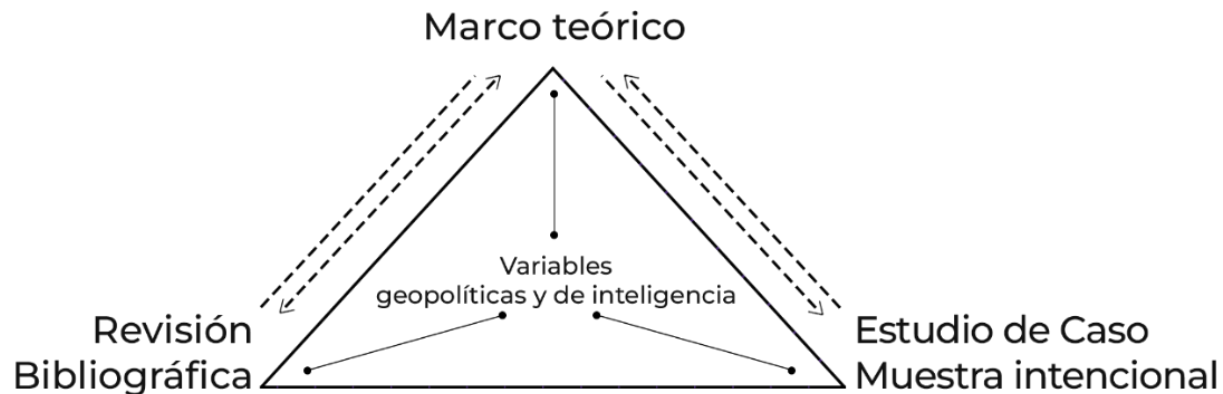 Marco teórico
Variables
geopolíticas y de inteligencia
Revisión
Bibliográfica
Estudio de Caso
Muestra intencional